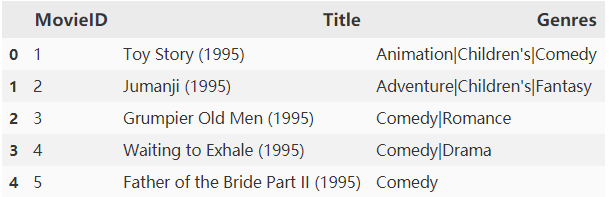 MovieID Title Genres
0 1 Toy Story (1995) Animation|Children's|Comedy
1 2 Jumanji (1995) Adventure|Children's|Fantasy
2 3 Grumpier Old Men (1995) Comedy|Romance
3 4 Waiting to Exhale (1995) Comedy|Drama
4 5 Father of the Bride Part II (1995) Comedy